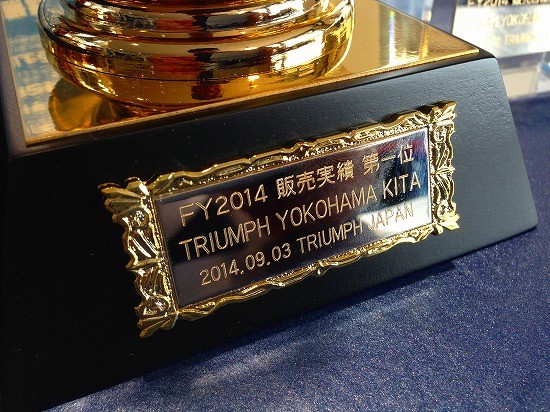 FY2014 販売実績 第一位
TRIUMPH YOKOHAMA KITA
2014.09.03 TRIUMPH JAPAN